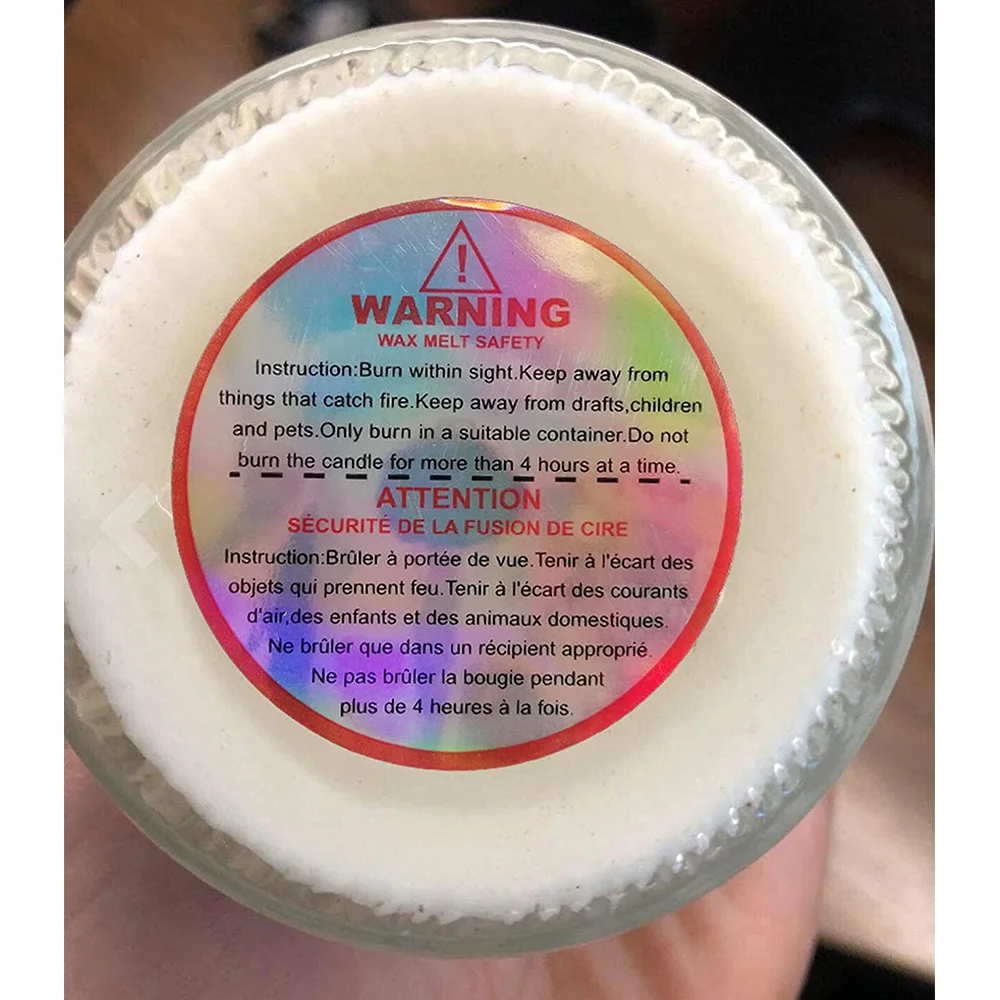 !
WARNING
WAX MELT SAFETY
Instruction:Burn within sight.Keep away from
things that catch fire.Keep away from drafts,children
and pets.Only burn in a suitable container.Do not
burn the candle for more than 4 hours at a time.
ATTENTION
SÉCURITÉ DE LA FUSION DE CIRE
Instruction:Brûler à portée de vue.Tenir à l'écart des
objets qui prennent feu.Tenir à l'écart des courants
d'air,des enfants et des animaux domestiques.
Ne brûler que dans un récipient approprié.
Ne pas brûler la bougie pendant
plus de 4 heures à la fois.